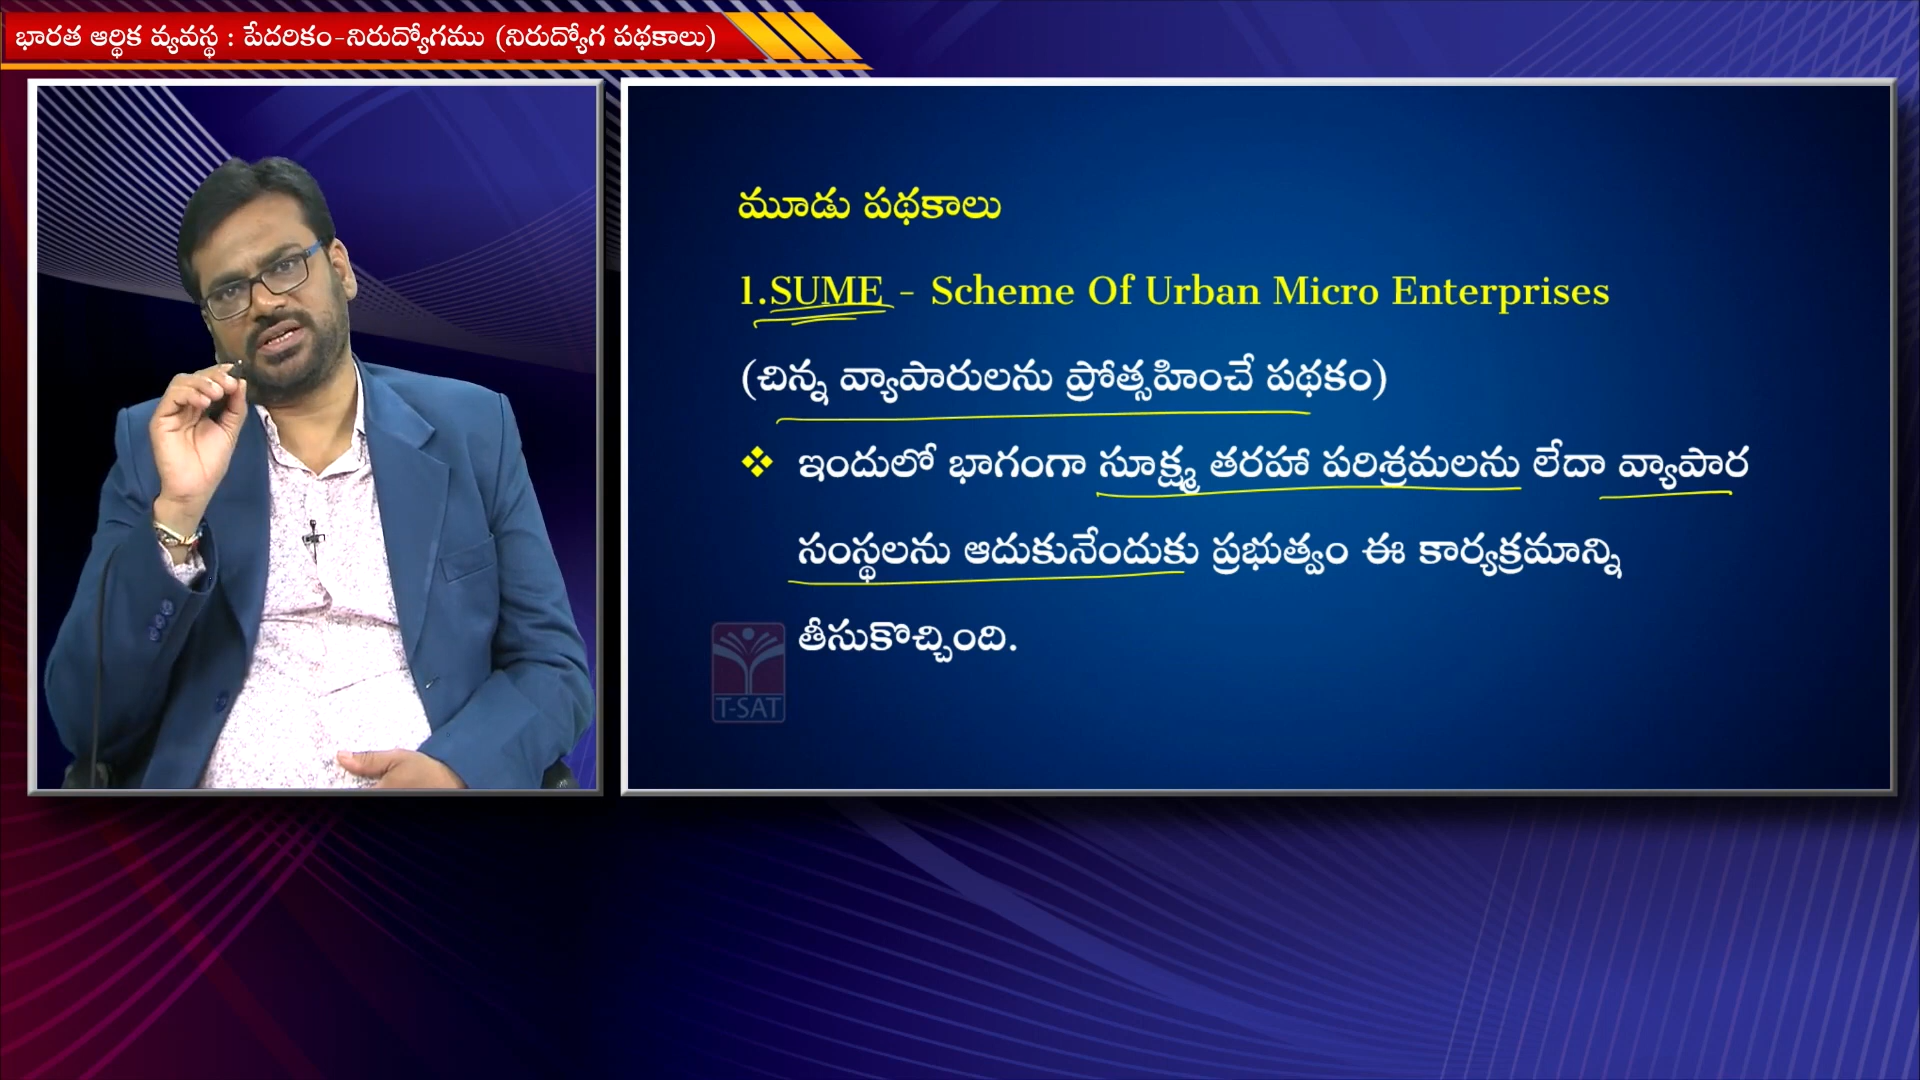 భారత ఆర్థిక వ్యవస్థ : పేదరికం-నిరుద్యోగము (నిరుద్యోగ పథకాలు)
మూడు పథకాలు
1.SUME - Scheme Of Urban Micro Enterprises
(చిన్న వ్యాపారులను ప్రోత్సహించే పథకం)
❖ ఇందులో భాగంగా సూక్ష్మ తరహా పరిశ్రమలను లేదా వ్యాపార
సంస్థలను ఆదుకునేందుకు ప్రభుత్వం ఈ కార్యక్రమాన్ని
తీసుకొచ్చింది.
T-SAT